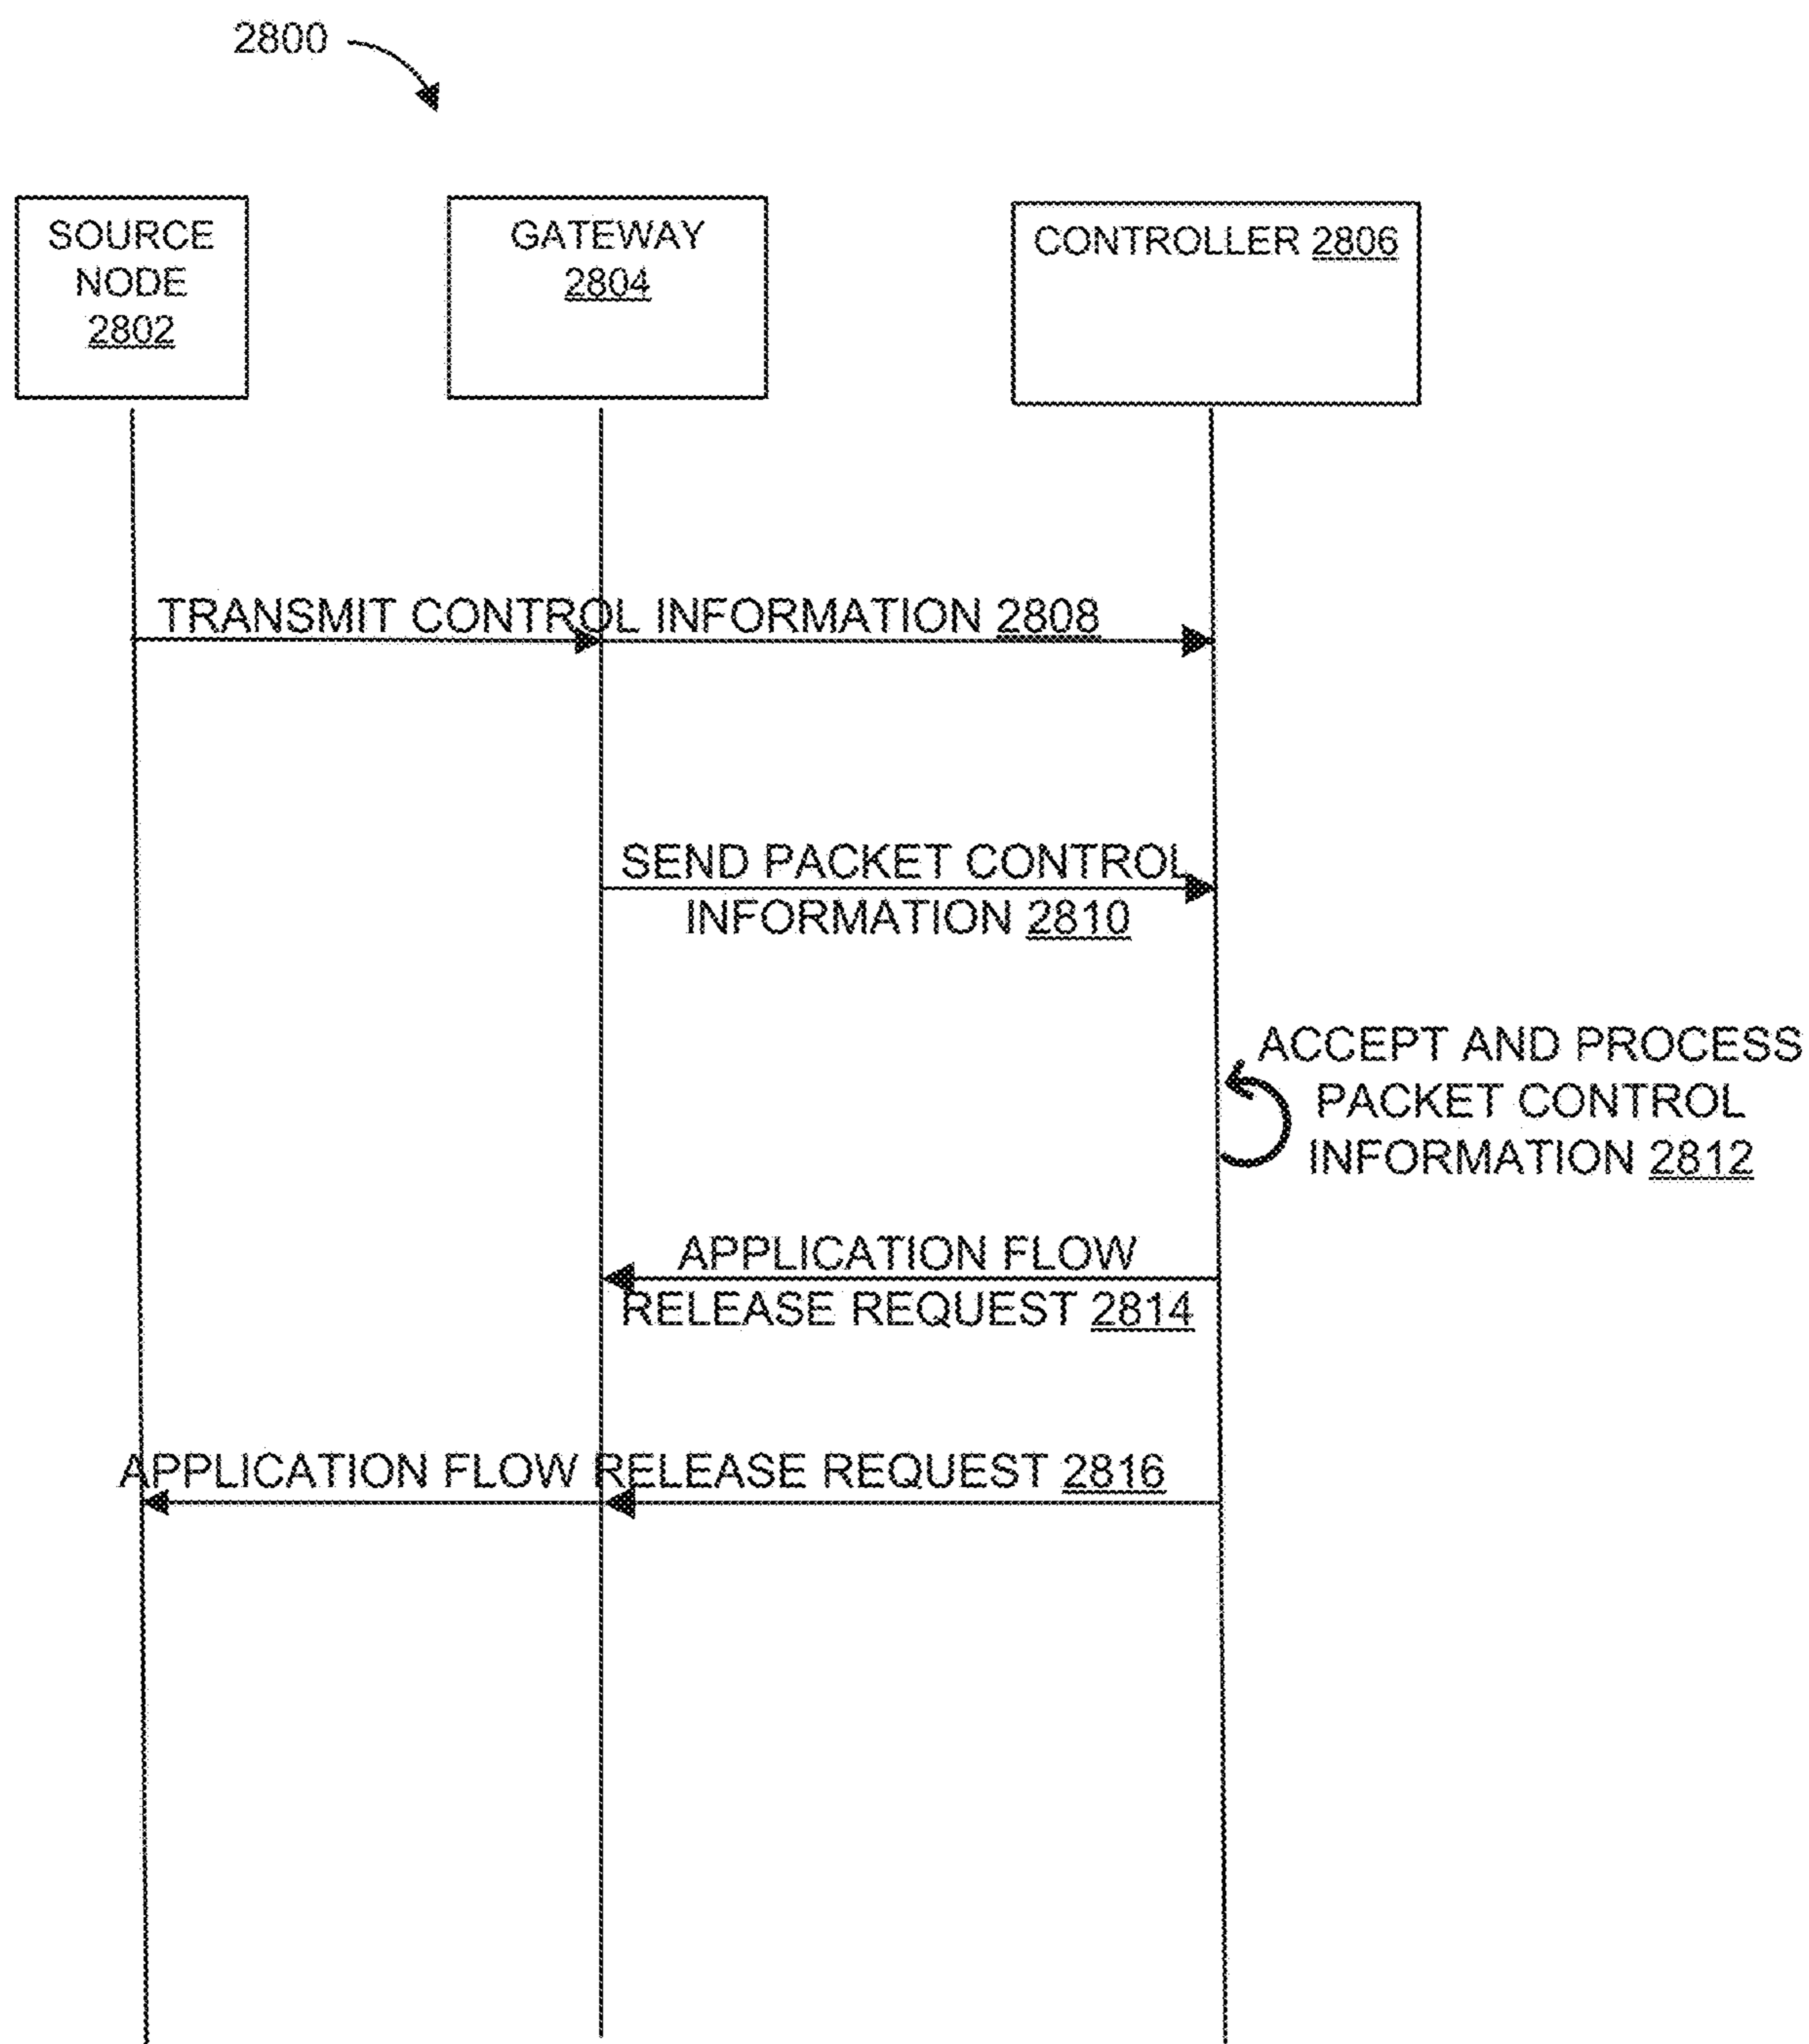 2800
SOURCE
NODE
2802
GATEWAY
2804
CONTROLLER 2806
TRANSMIT CONTROL INFORMATION 2808
SEND PACKET CONTROL
INFORMATION 2810
ACCEPT AND PROCESS
PACKET CONTROL
INFORMATION 2812
APPLICATION FLOW
RELEASE REQUEST 2814
APPLICATION FLOW RELEASE REQUEST 2816